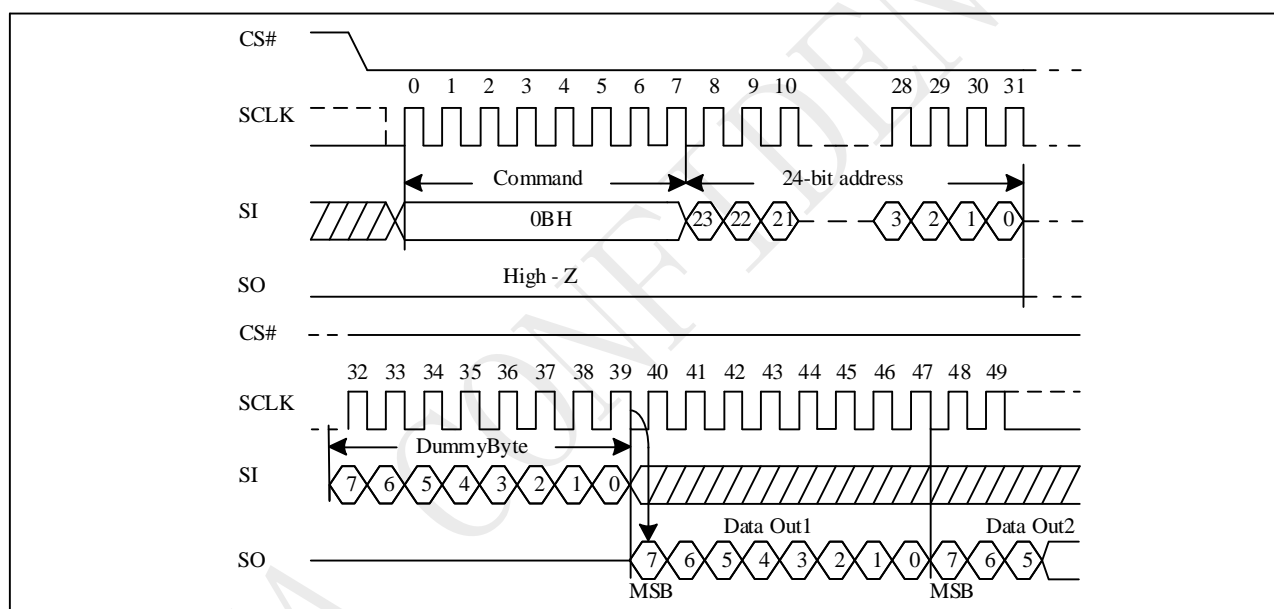 CS#
0 1 2 3 4 5 6 7 8 9 10 28 29 30 31
SCLK
Command 24-bit address
SI 0BH 23 22 21 3 2 1 0
High - Z
SO
CS#
32 33 34 35 36 37 38 39 40 41 42 43 44 45 46 47 48 49
SCLK
DummyByte
SI 7 6 5 4 3 2 1 0
Data Out1 Data Out2
SO 7 6 5 4 3 2 1 0 7 6 5
MSB MSB